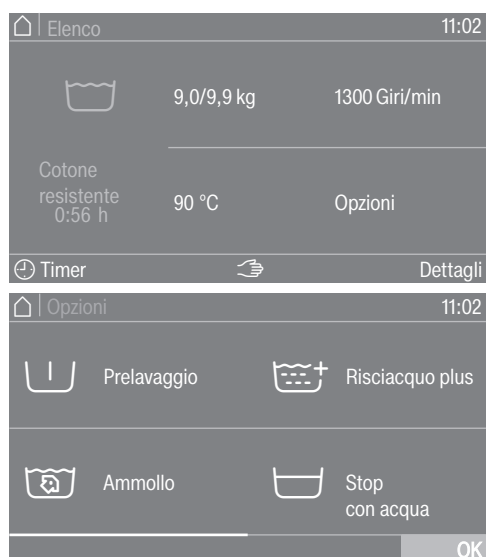 Elenco
11:02
9,0/9,9 kg
1300 Giri/min
Cotone
resistente
0:56 h
90 °C
Opzioni
Timer
Dettagli
Opzioni
11:02
Prelavaggio
Risciacquo plus
Ammollo
Stop
con acqua
OK